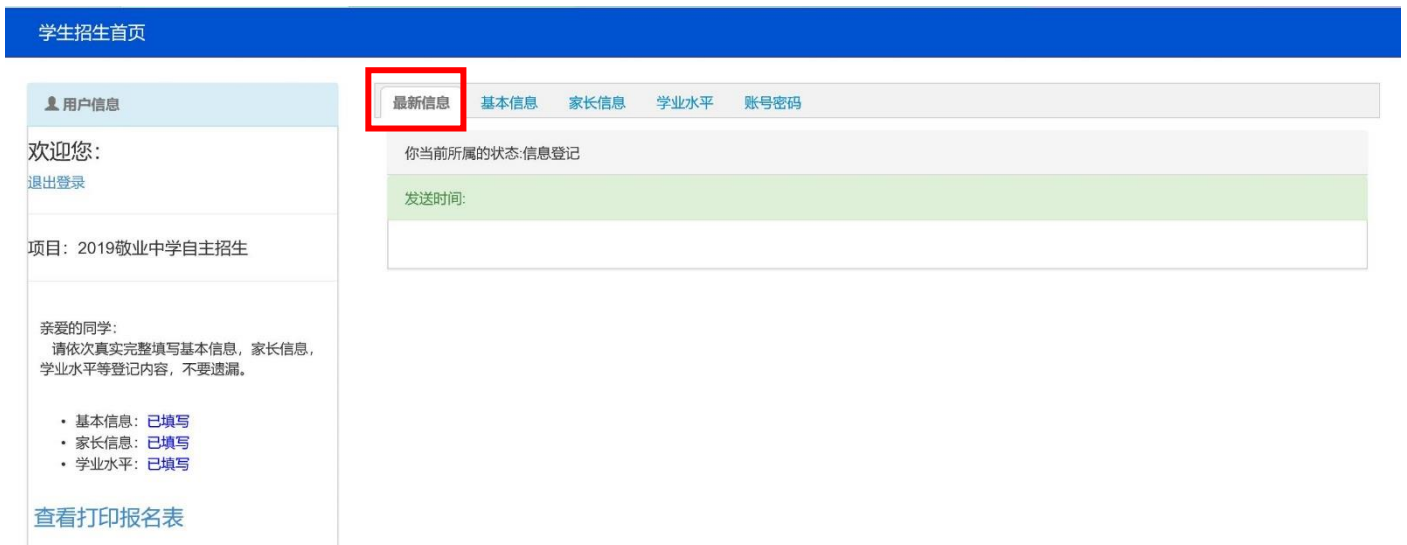 学生招生首页
用户信息
欢迎您：
退出登录
项目：2019敬业中学自主招生
亲爱的同学：
请依次真实完整填写基本信息，家长信息，
学业水平等登记内容，不要遗漏。
• 基本信息：已填写
• 家长信息：已填写
• 学业水平：已填写
查看打印报名表
最新信息 基本信息 家长信息 学业水平 账号密码
你当前所属的状态:信息登记
发送时间: